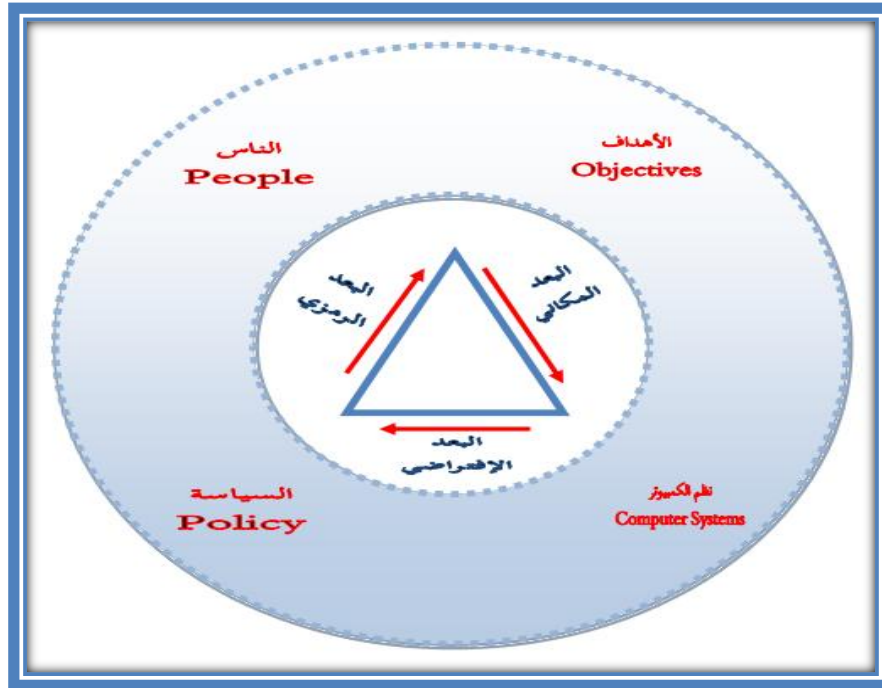 الناس
People
الأهداف
Objectives
البعد
الرمزي
البعد
المكاني
البعد
الإفتراضي
السياسة
Policy
نظم الكمبيوتر
Computer Systems